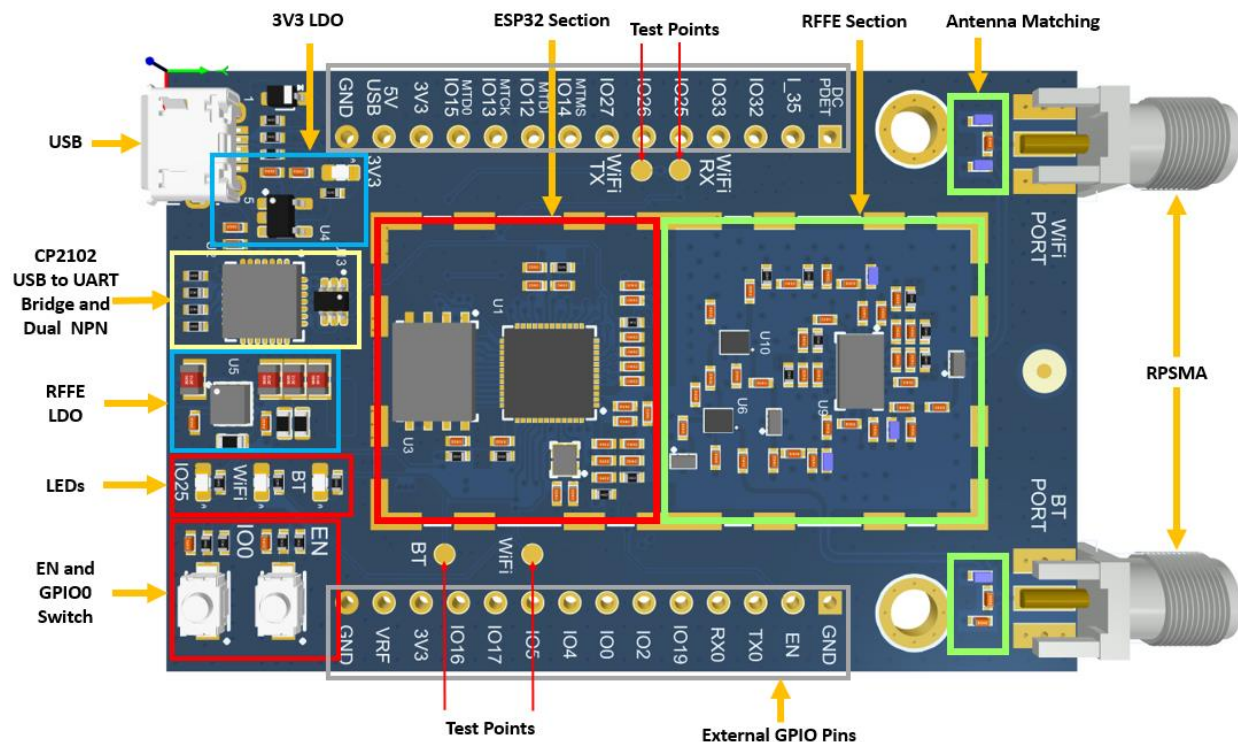 3V3 LDO
ESP32 Section
Test Points
RFFE Section
Antenna Matching
GND
5V
USB
3V3
IO15
MTDO
IO13
MTCK
IO12
MTDI
IO14
MTMS
IO27
IO26
IO25
IO33
IO32
I_35
DC
PDET
USB
1
5
3V3
A
WiFi
TX
WiFi
RX
U4
CP2102
USB to UART
Bridge and
Dual NPN
WiFi
PORT
U1
U3
U10
U6
U9
RPSMA
RFFE
LDO
U5
LEDs
IO25
WiFi
BT
A
A
A
BT
PORT
EN and
GPIO0
Switch
IO0
EN
BT
WiFi
GND
VRF
3V3
IO16
IO17
IO5
IO4
IO0
IO2
IO19
RX0
TX0
EN
GND
Test Points
External GPIO Pins